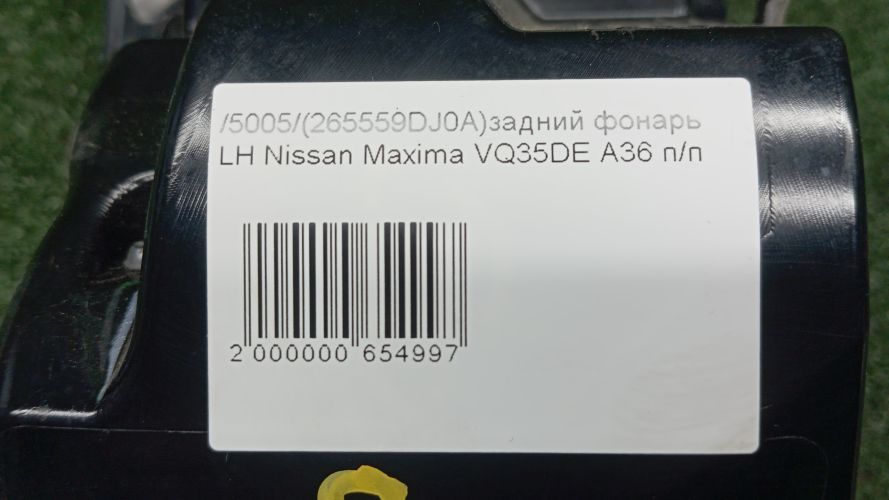 /5005/(265559DJ0A)задний фонарь
LH Nissan Maxima VQ35DE A36 п/п
2 000000 654997